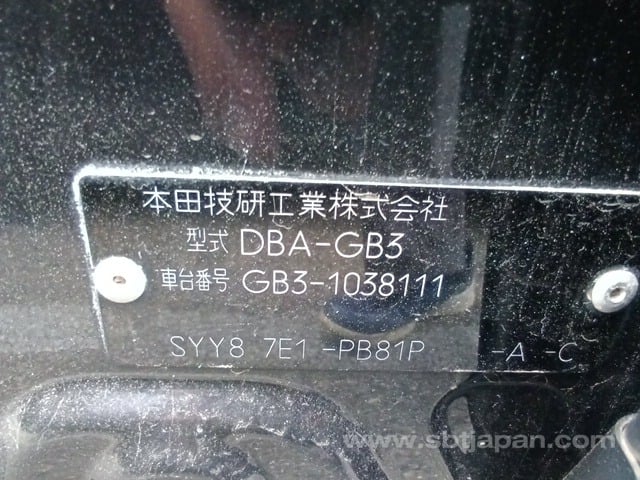 本田技研工業株式会社
型式 DBA-GB3
車台番号 GB3-1038111
SYY8 7E1 -PB81P -A -C
www.sbtjapan.com